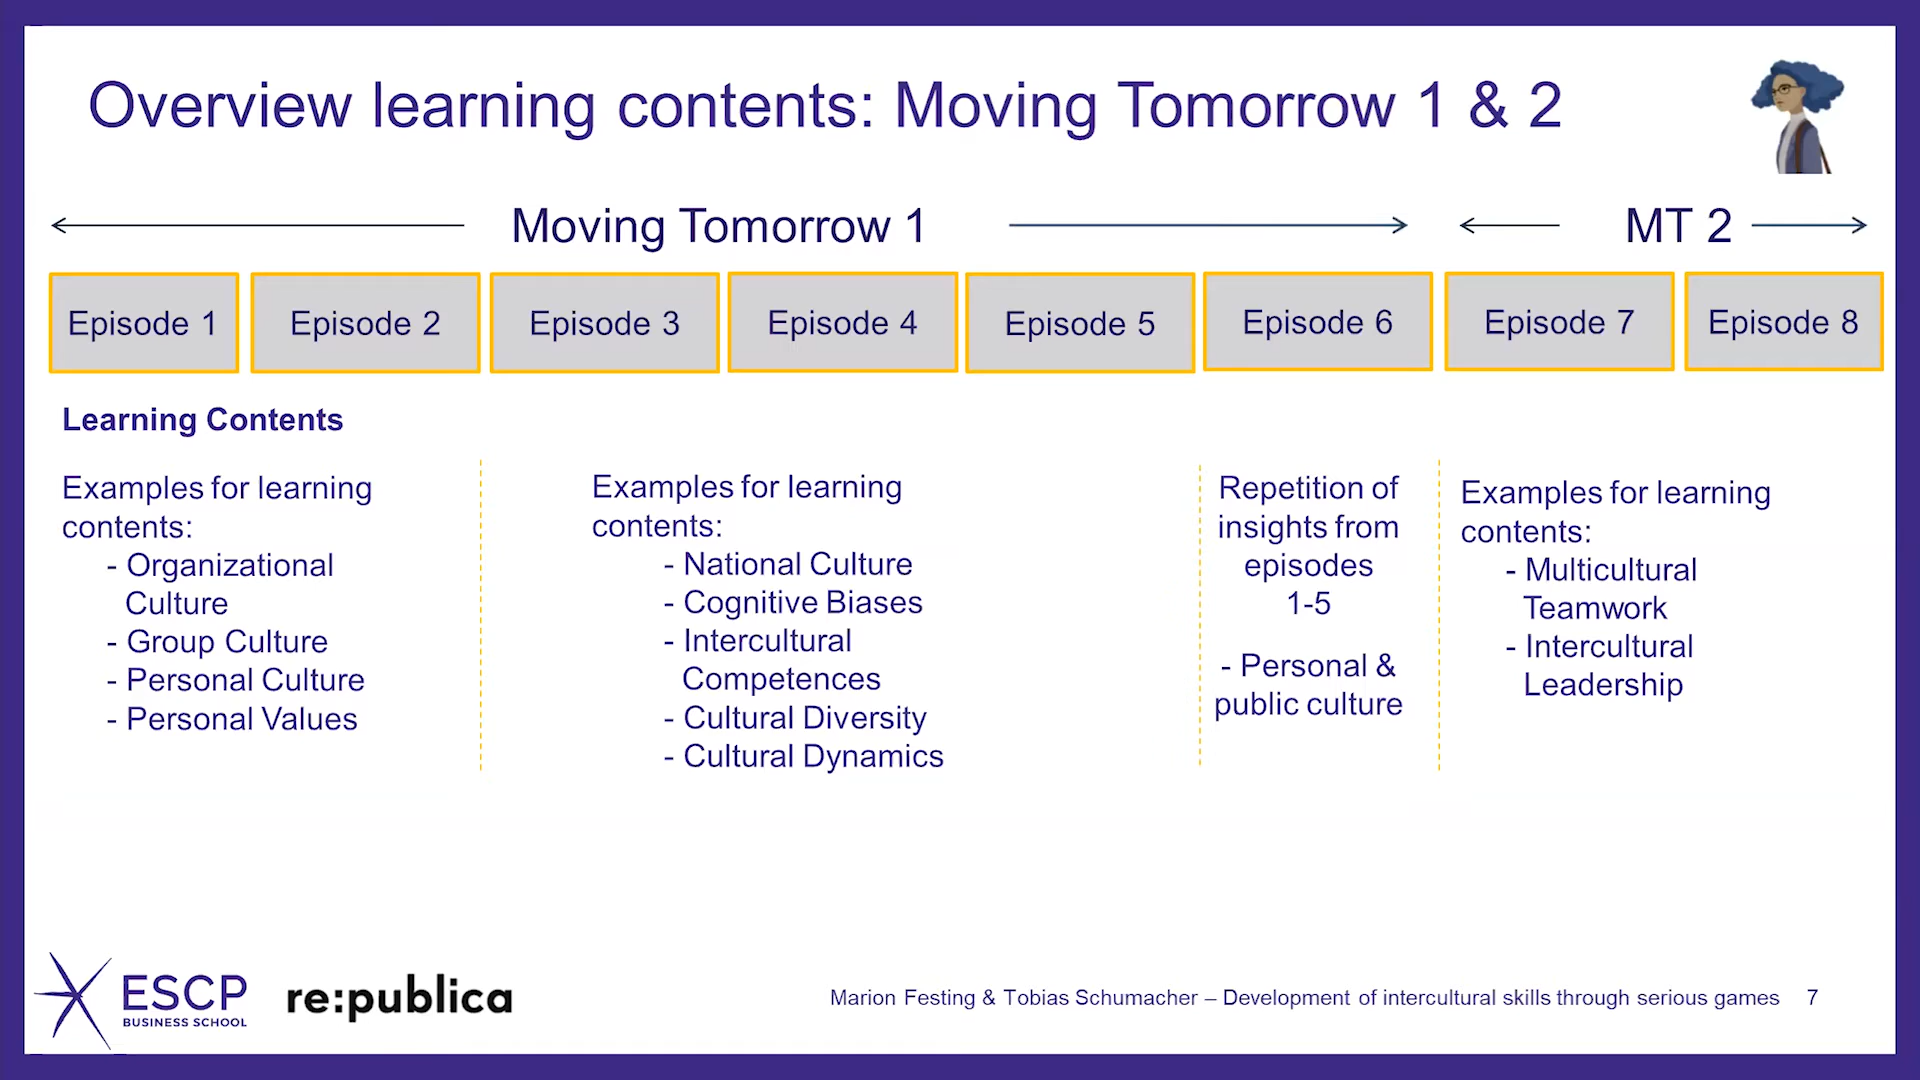 Overview learning contents: Moving Tomorrow 1 & 2
Moving Tomorrow 1
MT 2
Episode 1
Episode 2
Episode 3
Episode 4
Episode 5
Episode 6
Episode 7
Episode 8
Learning Contents
Examples for learning
contents:
- Organizational
Culture
- Group Culture
- Personal Culture
- Personal Values
Examples for learning
contents:
- National Culture
- Cognitive Biases
- Intercultural
Competences
- Cultural Diversity
- Cultural Dynamics
Repetition of
insights from
episodes
1-5
- Personal &
public culture
Examples for learning
contents:
- Multicultural
Teamwork
- Intercultural
Leadership
ESCP
BUSINESS SCHOOL
re:publica
Marion Festing & Tobias Schumacher – Development of intercultural skills through serious games 7